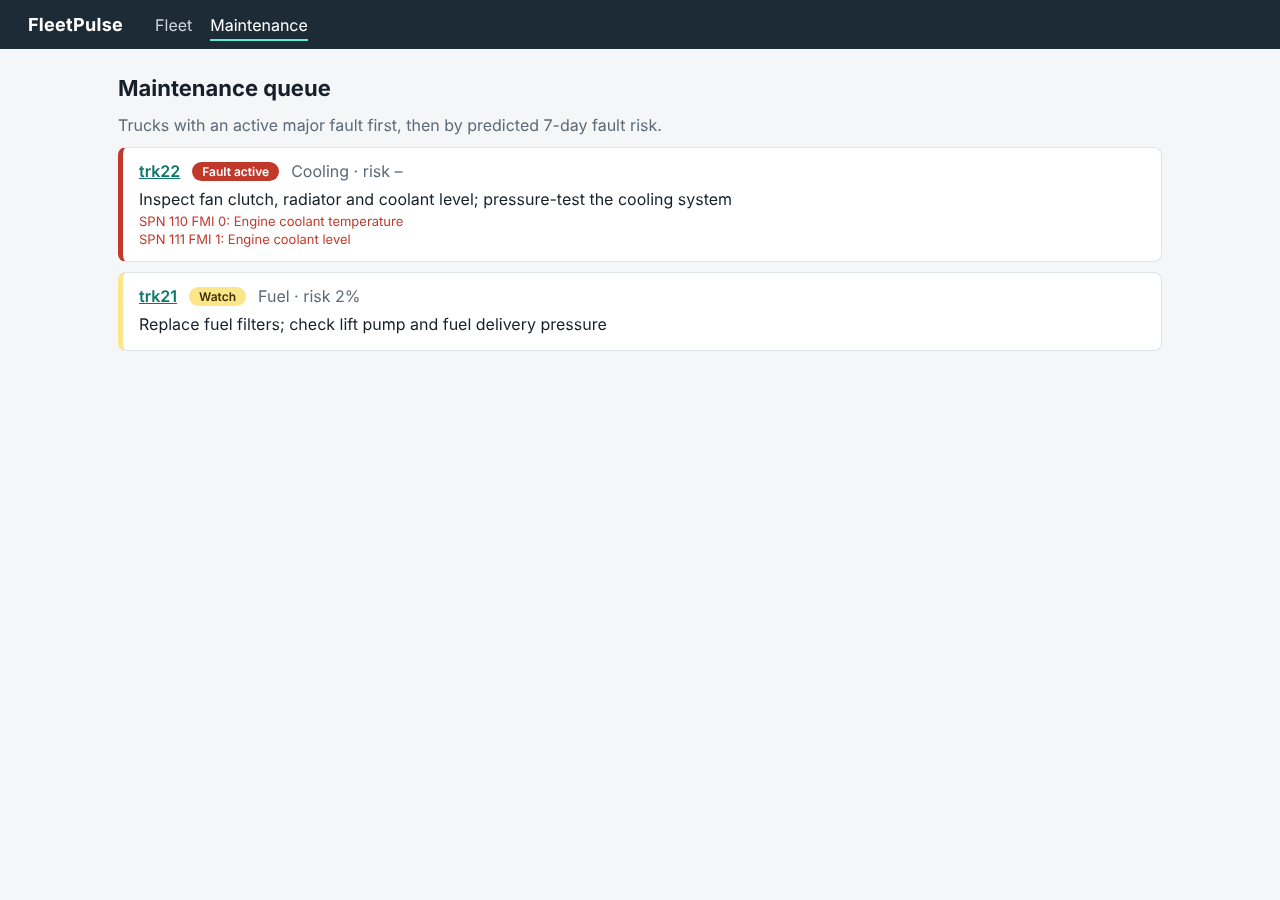 FleetPulse Fleet Maintenance
Maintenance queue
Trucks with an active major fault first, then by predicted 7-day fault risk.
trk22 Fault active Cooling · risk –
Inspect fan clutch, radiator and coolant level; pressure-test the cooling system
SPN 110 FMI 0: Engine coolant temperature
SPN 111 FMI 1: Engine coolant level
trk21 Watch Fuel · risk 2%
Replace fuel filters; check lift pump and fuel delivery pressure